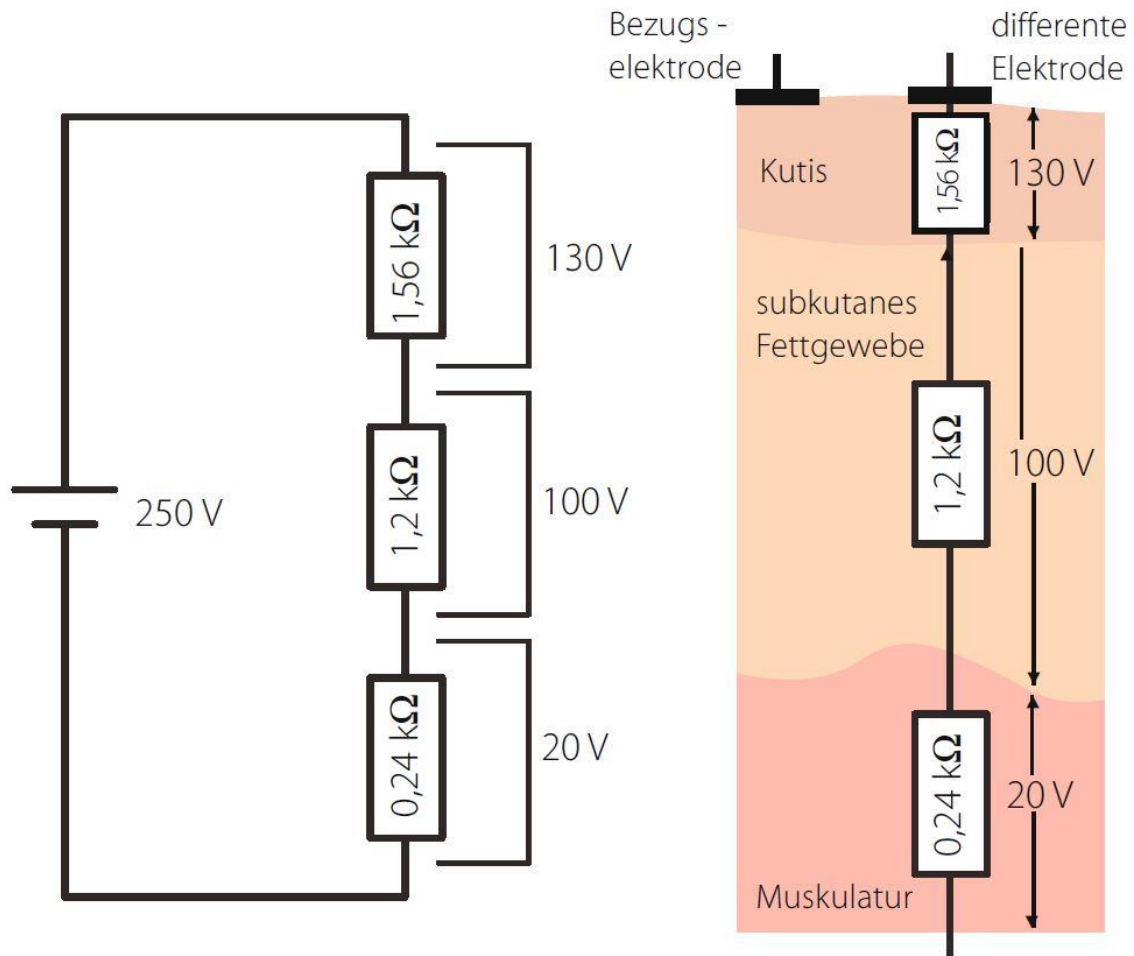 1,56 kΩ
130 V
1,2 kΩ
100 V
250 V
0,24 kΩ
20 V
Bezugs -
elektrode
differente
Elektrode
Kutis
1,56 kΩ
130 V
subkutanes
Fettgewebe
1,2 kΩ
100 V
0,24 kΩ
20 V
Muskulatur